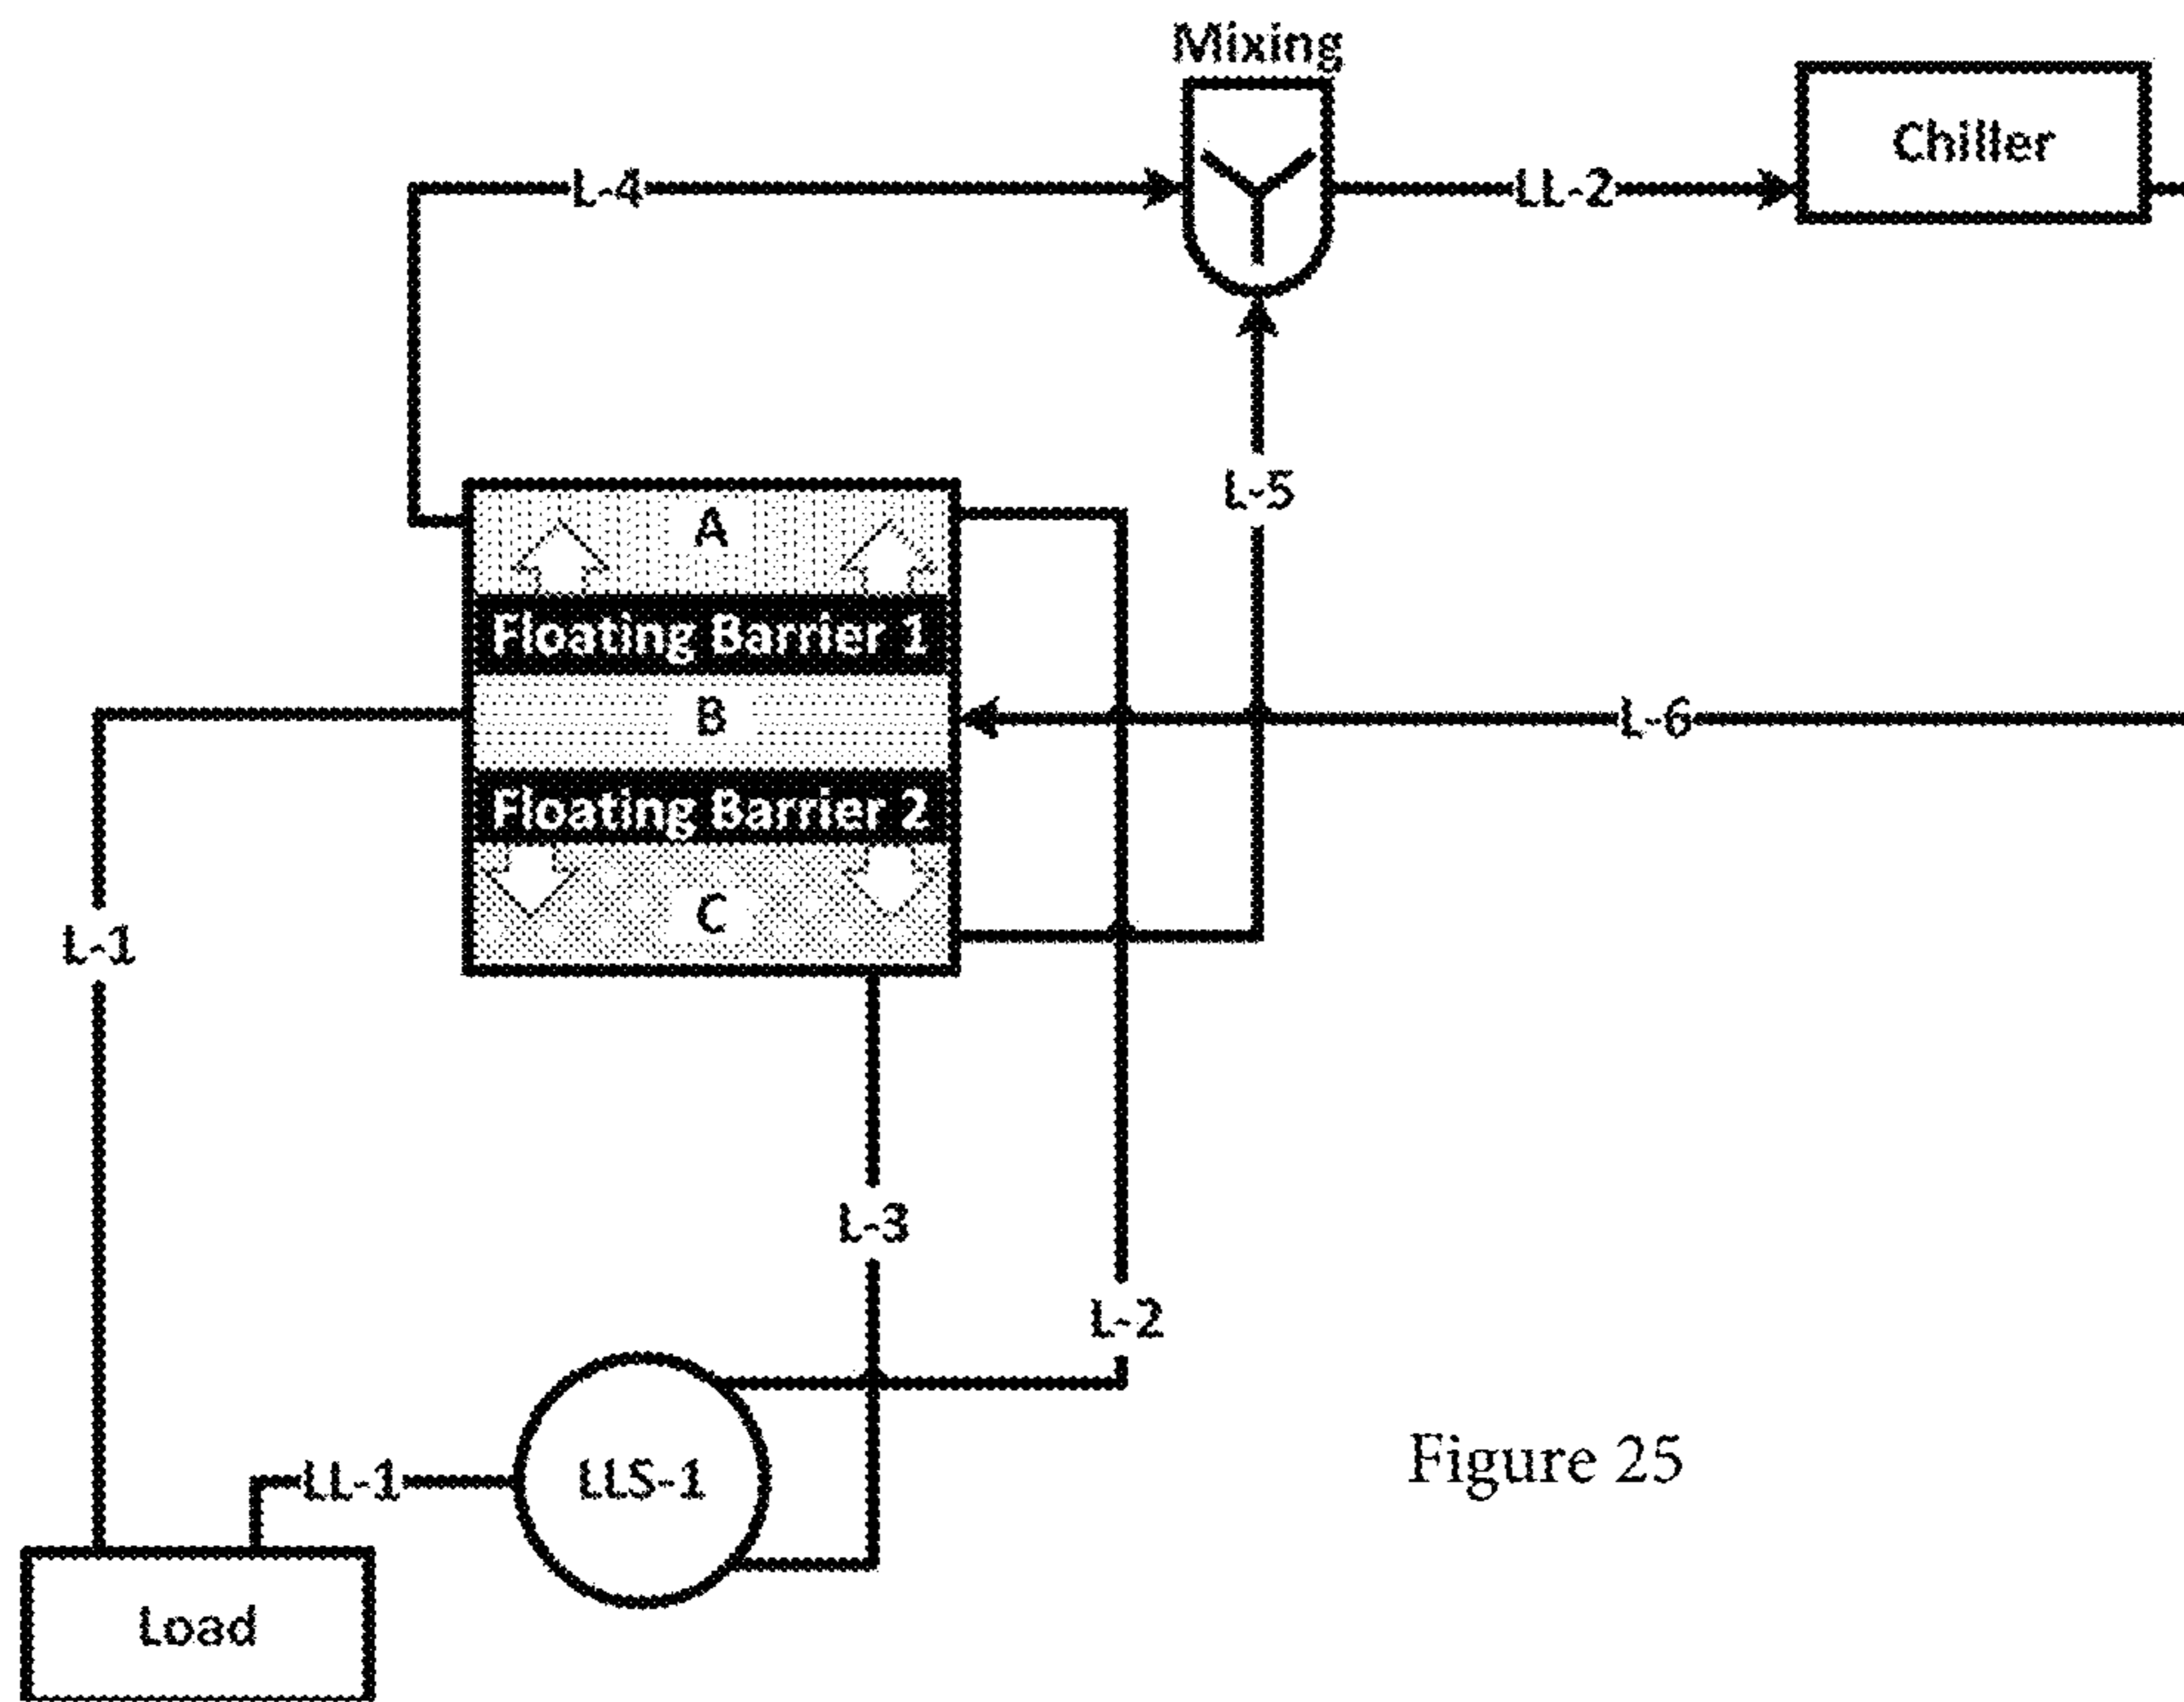 Mixing
Chiller
L-4
LL-2
L-5
A
Floating Barrier 1
B
L-6
Floating Barrier 2
C
L-1
L-3
L-2
LL-1
LLS-1
Figure 25
Load